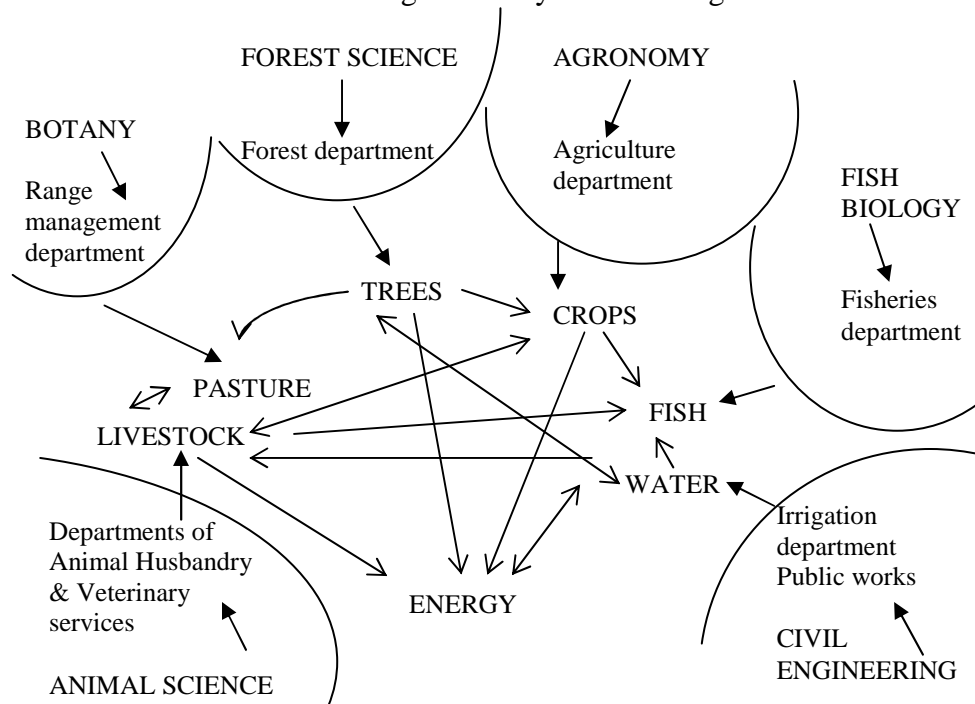 FOREST SCIENCE
AGRONOMY
BOTANY
Forest department
Agriculture
department
Range
management
department
FISH
BIOLOGY
Fisheries
department
TREES
CROPS
PASTURE
FISH
LIVESTOCK
WATER
Departments of
Animal Husbandry
& Veterinary
services
Irrigation
department
Public works
ENERGY
CIVIL
ENGINEERING
ANIMAL SCIENCE